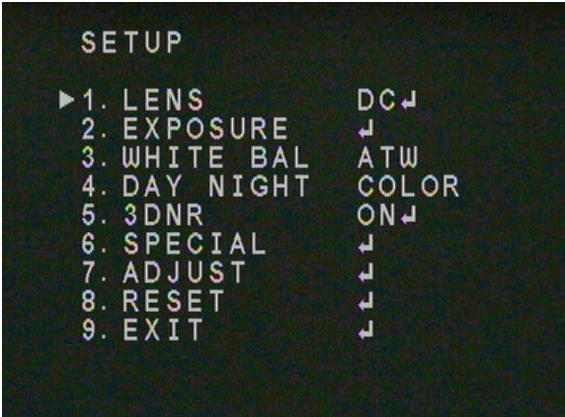 SETUP
▶1. LENS DC↲
2. EXPOSURE ↲
3. WHITE BAL ATW
4. DAY NIGHT COLOR
5. 3DNR ON↲
6. SPECIAL ↲
7. ADJUST ↲
8. RESET ↲
9. EXIT ↲